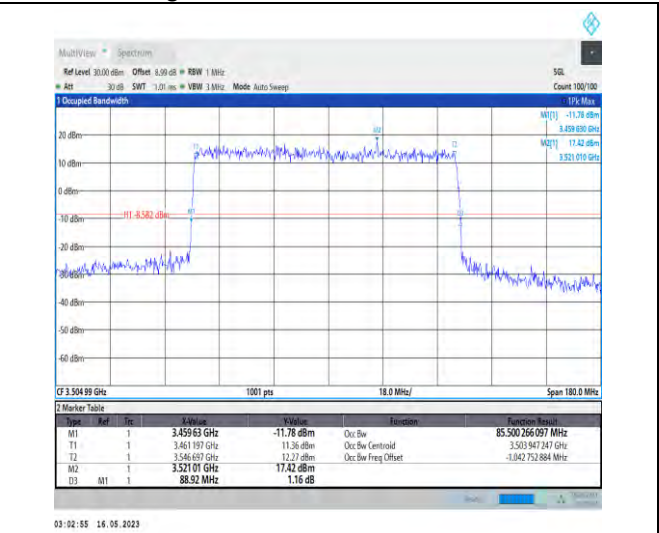 MultiView Spectrum
Ref Level 30.00 dBm Offset 8.99 dB RBW 1 MHz SGL
Att 30 dB SWT 1.01 ms VBW 3 MHz Mode Auto Sweep Count 100/100
1 Occupied Bandwidth 1Pk Max
M1[1] -11.78 dBm
3.459 630 GHz
M2[1] 17.42 dBm
3.521 010 GHz
20 dBm
M2
T1 T2
10 dBm
0 dBm
H1 -8.582 dBm M1
-10 dBm
-20 dBm
-30 dBm
-40 dBm
-50 dBm
-60 dBm
CF 3.504 99 GHz 1001 pts 18.0 MHz/ Span 180.0 MHz
2 Marker Table
Type Ref Trc X-Value Y-Value Function Function Result
M1 1 3.459 63 GHz -11.78 dBm Occ Bw 85.500 266 097 MHz
T1 1 3.461 197 GHz 11.36 dBm Occ Bw Centroid 3.503 947 247 GHz
T2 1 3.546 697 GHz 12.27 dBm Occ Bw Freq Offset -1.042 752 884 MHz
M2 1 3.521 01 GHz 17.42 dBm
D3 M1 1 88.92 MHz 1.16 dB
03:02:55 16.05.2023